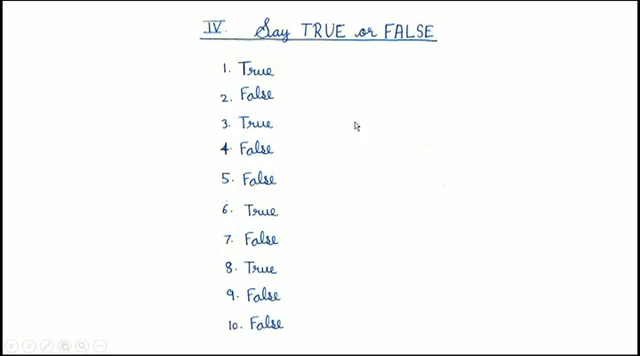 IV. Say TRUE or FALSE
1. True
2. False
3. True
4 False
5. False
6. True
7. False
8. True
9. False
10. False